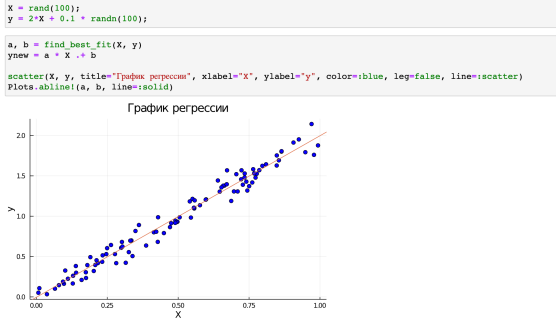 X = rand(100);
y = 2*X + 0.1 * randn(100);
a, b = find_best_fit(X, y)
ynew = a * X .+ b
scatter(X, y, title="График регрессии", xlabel="X", ylabel="y", color=:blue, leg=false, line=:scatter)
Plots.abline!(a, b, line=:solid)
График регрессии
2.0
1.5
1.0
0.5
0.0
y
0.00 0.25 0.50 0.75 1.00
X